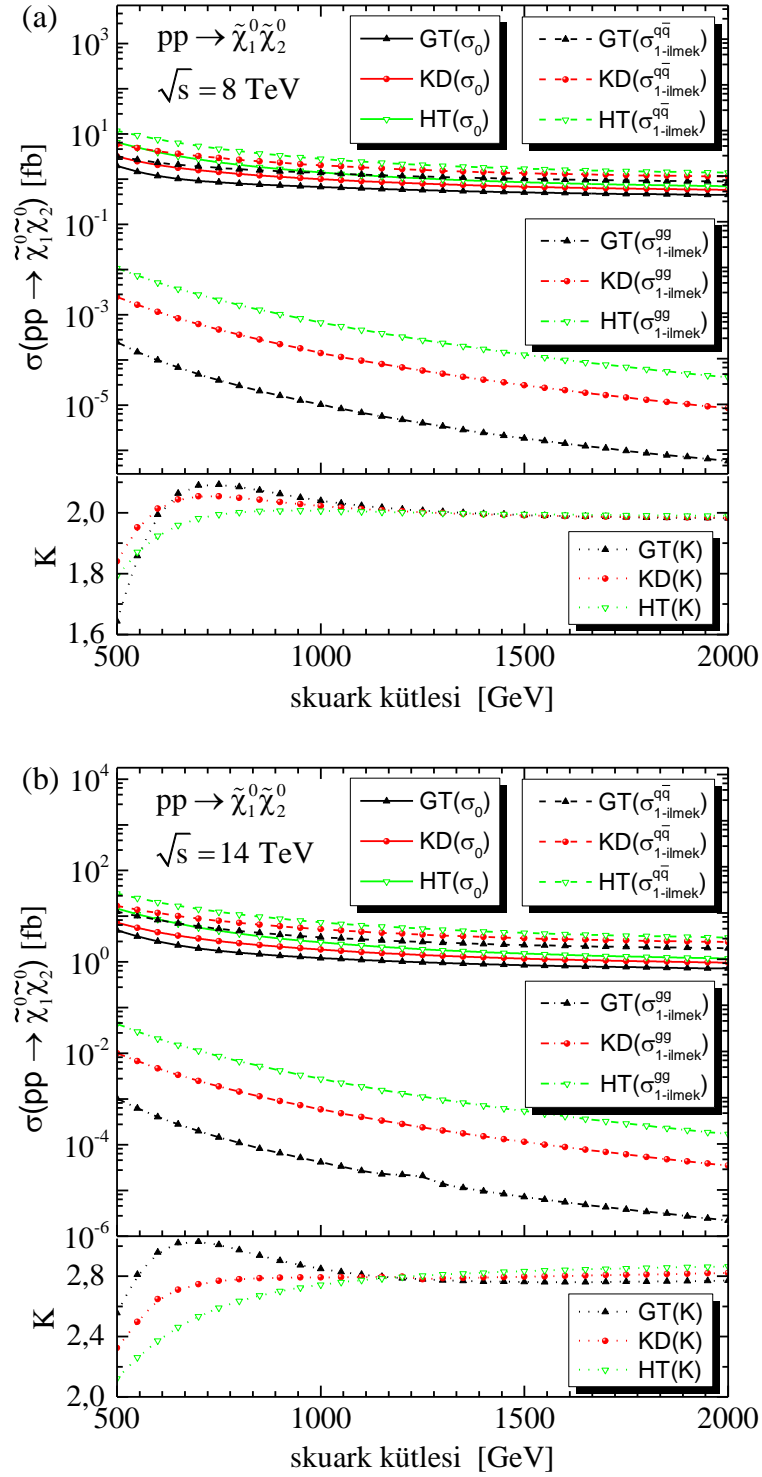 (a)
pp → χ̃₁⁰χ̃₂⁰
√s = 8 TeV
GT(σ₀)
KD(σ₀)
HT(σ₀)
GT(σ^{qq̄}_{1-ilmek})
KD(σ^{qq̄}_{1-ilmek})
HT(σ^{qq̄}_{1-ilmek})
GT(σ^{gg}_{1-ilmek})
KD(σ^{gg}_{1-ilmek})
HT(σ^{gg}_{1-ilmek})
σ(pp → χ̃₁⁰χ̃₂⁰) [fb]
10³
10¹
10⁻¹
10⁻³
10⁻⁵
K
2,0
1,8
1,6
GT(K)
KD(K)
HT(K)
500 1000 1500 2000
skuark kütlesi [GeV]
(b)
pp → χ̃₁⁰χ̃₂⁰
√s = 14 TeV
GT(σ₀)
KD(σ₀)
HT(σ₀)
GT(σ^{qq̄}_{1-ilmek})
KD(σ^{qq̄}_{1-ilmek})
HT(σ^{qq̄}_{1-ilmek})
GT(σ^{gg}_{1-ilmek})
KD(σ^{gg}_{1-ilmek})
HT(σ^{gg}_{1-ilmek})
σ(pp → χ̃₁⁰χ̃₂⁰) [fb]
10⁴
10²
10⁰
10⁻²
10⁻⁴
10⁻⁶
K
2,8
2,4
2,0
GT(K)
KD(K)
HT(K)
500 1000 1500 2000
skuark kütlesi [GeV]